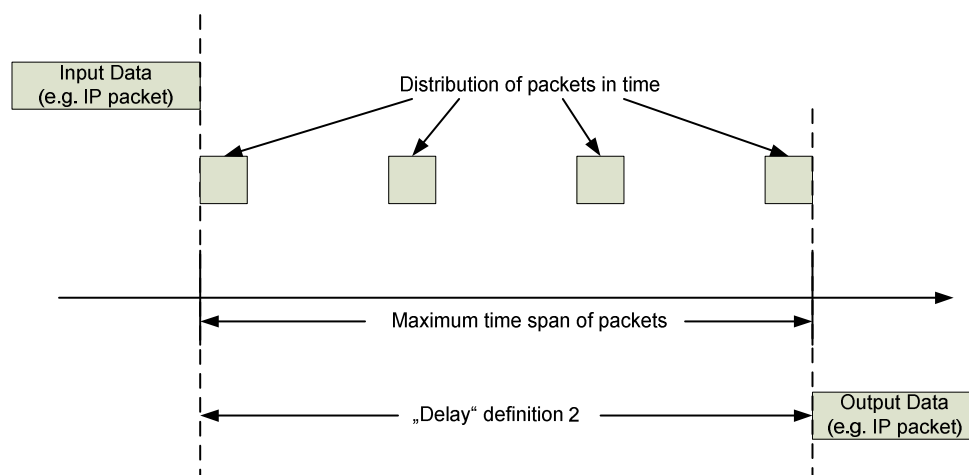 Input Data
(e.g. IP packet)
Distribution of packets in time
Maximum time span of packets
„Delay“ definition 2
Output Data
(e.g. IP packet)